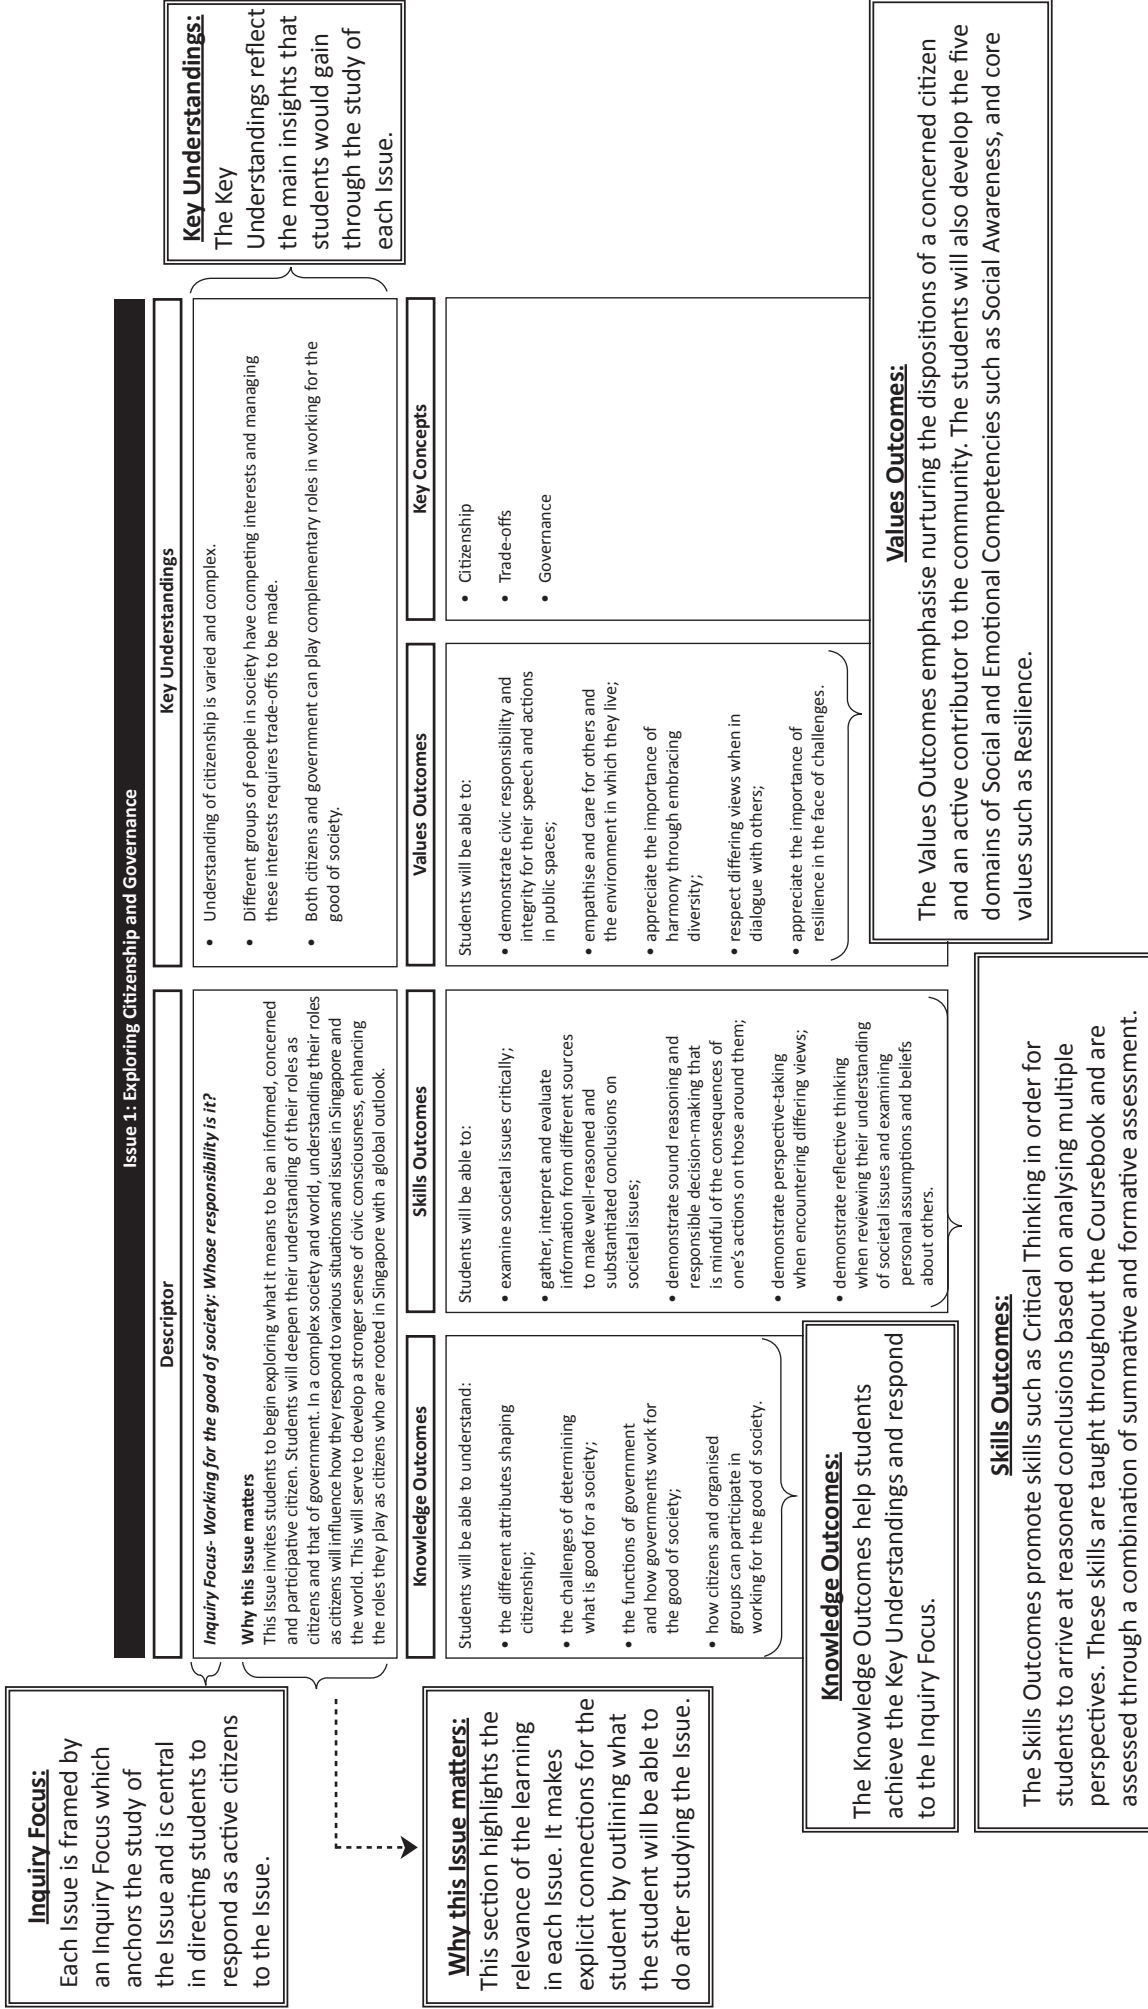 Issue 1: Exploring Citizenship and Governance
Inquiry Focus:
Each Issue is framed by
an Inquiry Focus which
anchors the study of
the Issue and is central
in directing students to
respond as active citizens
to the Issue.
Descriptor
Inquiry Focus- Working for the good of society: Whose responsibility is it?
Why this Issue matters
This Issue invites students to begin exploring what it means to be an informed, concerned
and participative citizen. Students will deepen their understanding of their roles as
citizens and that of government. In a complex society and world, understanding their roles
as citizens will influence how they respond to various situations and issues in Singapore and
the world. This will serve to develop a stronger sense of civic consciousness, enhancing
the roles they play as citizens who are rooted in Singapore with a global outlook.
Key Understandings
• Understanding of citizenship is varied and complex.
• Different groups of people in society have competing interests and managing
these interests requires trade-offs to be made.
• Both citizens and government can play complementary roles in working for the
good of society.
Key Understandings:
The Key
Understandings reflect
the main insights that
students would gain
through the study of
each Issue.
Why this Issue matters:
This section highlights the
relevance of the learning
in each Issue. It makes
explicit connections for the
student by outlining what
the student will be able to
do after studying the Issue.
Knowledge Outcomes
Students will be able to understand:
• the different attributes shaping
citizenship;
• the challenges of determining
what is good for a society;
• the functions of government
and how governments work for
the good of society;
• how citizens and organised
groups can participate in
working for the good of society.
Skills Outcomes
Students will be able to:
• examine societal issues critically;
• gather, interpret and evaluate
information from different sources
to make well-reasoned and
substantiated conclusions on
societal issues;
• demonstrate sound reasoning and
responsible decision-making that
is mindful of the consequences of
one's actions on those around them;
• demonstrate perspective-taking
when encountering differing views;
• demonstrate reflective thinking
when reviewing their understanding
of societal issues and examining
personal assumptions and beliefs
about others.
Values Outcomes
Students will be able to:
• demonstrate civic responsibility and
integrity for their speech and actions
in public spaces;
• empathise and care for others and
the environment in which they live;
• appreciate the importance of
harmony through embracing
diversity;
• respect differing views when in
dialogue with others;
• appreciate the importance of
resilience in the face of challenges.
Key Concepts
• Citizenship
• Trade-offs
• Governance
Knowledge Outcomes:
The Knowledge Outcomes help students
achieve the Key Understandings and respond
to the Inquiry Focus.
Values Outcomes:
The Values Outcomes emphasise nurturing the dispositions of a concerned citizen
and an active contributor to the community. The students will also develop the five
domains of Social and Emotional Competencies such as Social Awareness, and core
values such as Resilience.
Skills Outcomes:
The Skills Outcomes promote skills such as Critical Thinking in order for
students to arrive at reasoned conclusions based on analysing multiple
perspectives. These skills are taught throughout the Coursebook and are
assessed through a combination of summative and formative assessment.